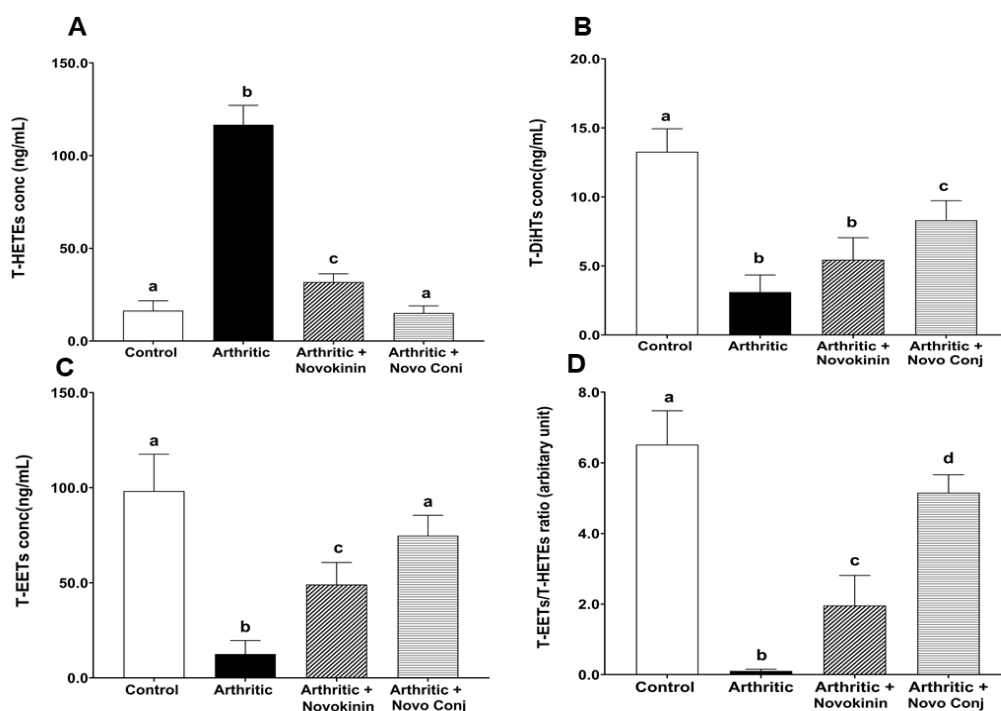 A
T-HETEs conc (ng/mL)
150.0
100.0
50.0
0.0
a
b
c
a
Control
Arthritic
Arthritic +
Novokinin
Arthritic +
Novo Coni
B
T-DiHTs conc(ng/mL)
20.0
15.0
10.0
5.0
0.0
a
b
b
c
Control
Arthritic
Arthritic +
Novokinin
Arthritic +
Novo Conj
C
T-EETs conc(ng/mL)
150.0
100.0
50.0
0.0
a
b
c
a
Control
Arthritic
Arthritic +
Novokinin
Arthritic +
Novo Conj
D
T-EETs/T-HETEs ratio (arbitary unit)
8.0
6.0
4.0
2.0
0.0
a
b
c
d
Control
Arthritic
Arthritic +
Novokinin
Arthritic +
Novo Conj